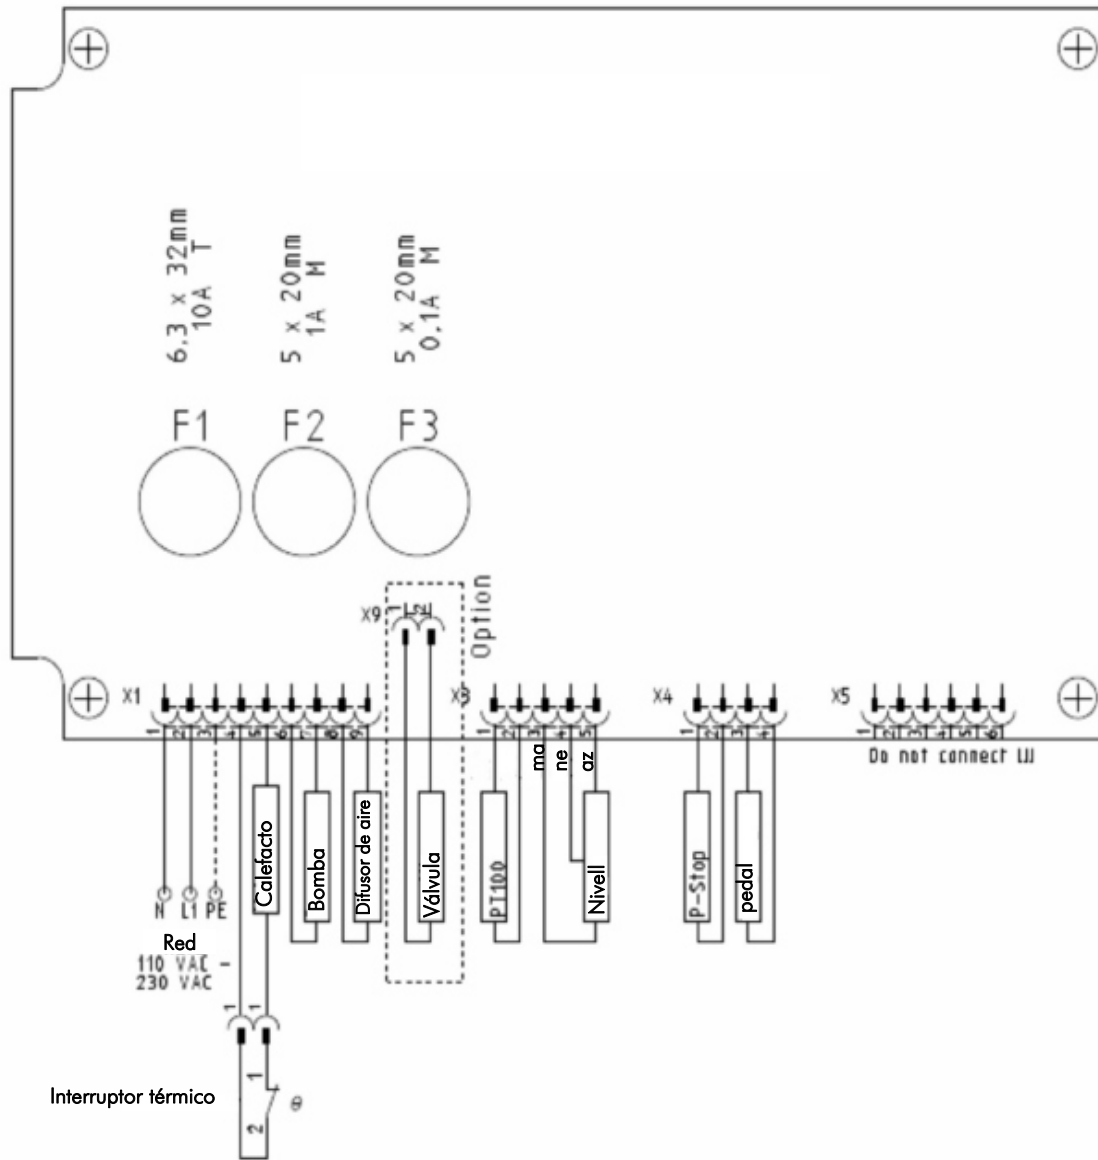 6,3 x 32mm
10A T
5 x 20mm
1A M
5 x 20mm
0,1A M
F1
F2
F3
X9
1
2
Option
X1
1
2
3
4
5
6
7
8
9
X3
1
2
3
4
5
ma
ne
az
X4
1
2
3
4
X5
1
2
3
4
5
6
Do not connect !!!
Calefacto
Bomba
Difusor de aire
Válvula
PT100
Nivell
P-Stop
pedal
N
L1
PE
Red
110 VAC -
230 VAC
1
1
Interruptor térmico
1
2
θ